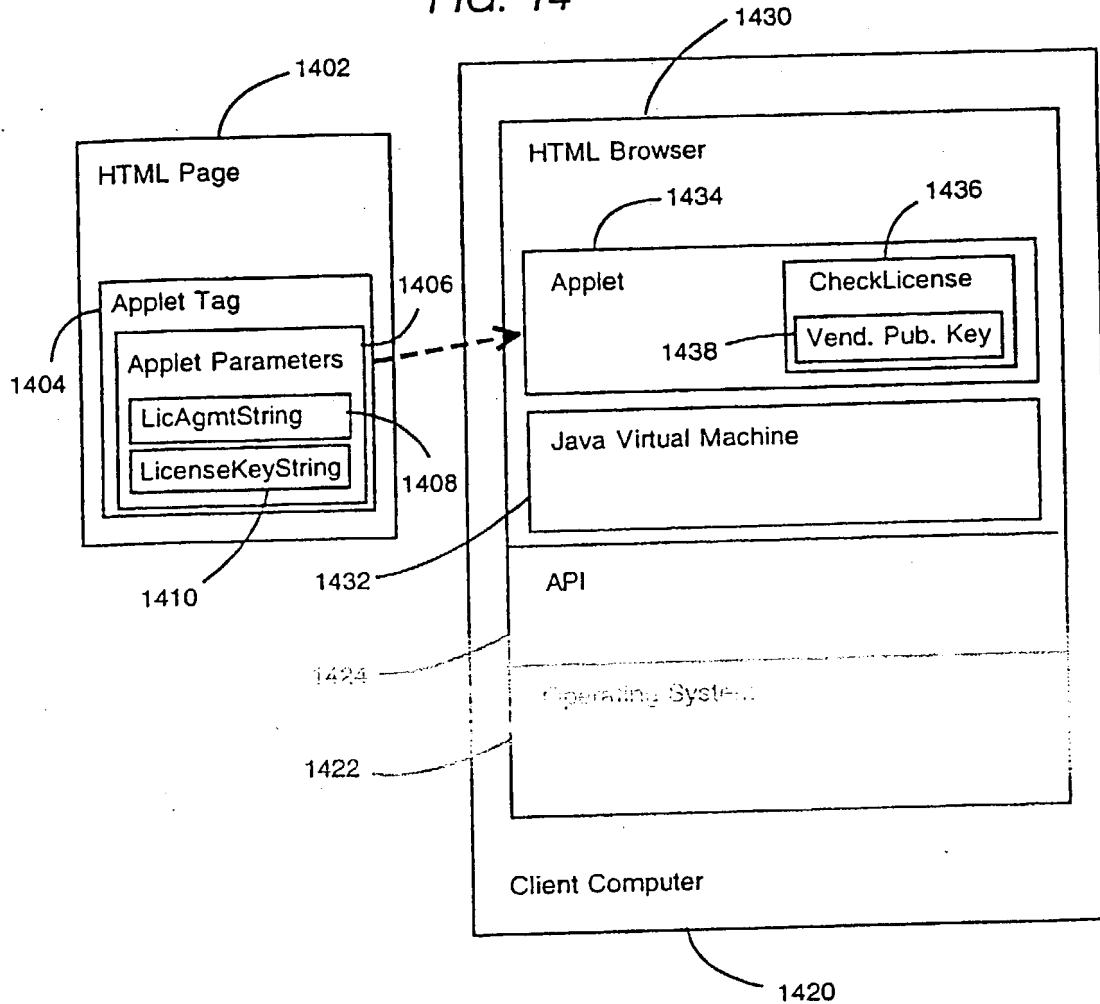 FIG. 14
1430
1402
HTML Page
HTML Browser
1434
1436
Applet
CheckLicense
1438
Vend. Pub. Key
Applet Tag
1406
Applet Parameters
1404
LicAgmtString
1408
LicenseKeyString
1410
Java Virtual Machine
1432
API
1424
Operating System
1422
Client Computer
1420